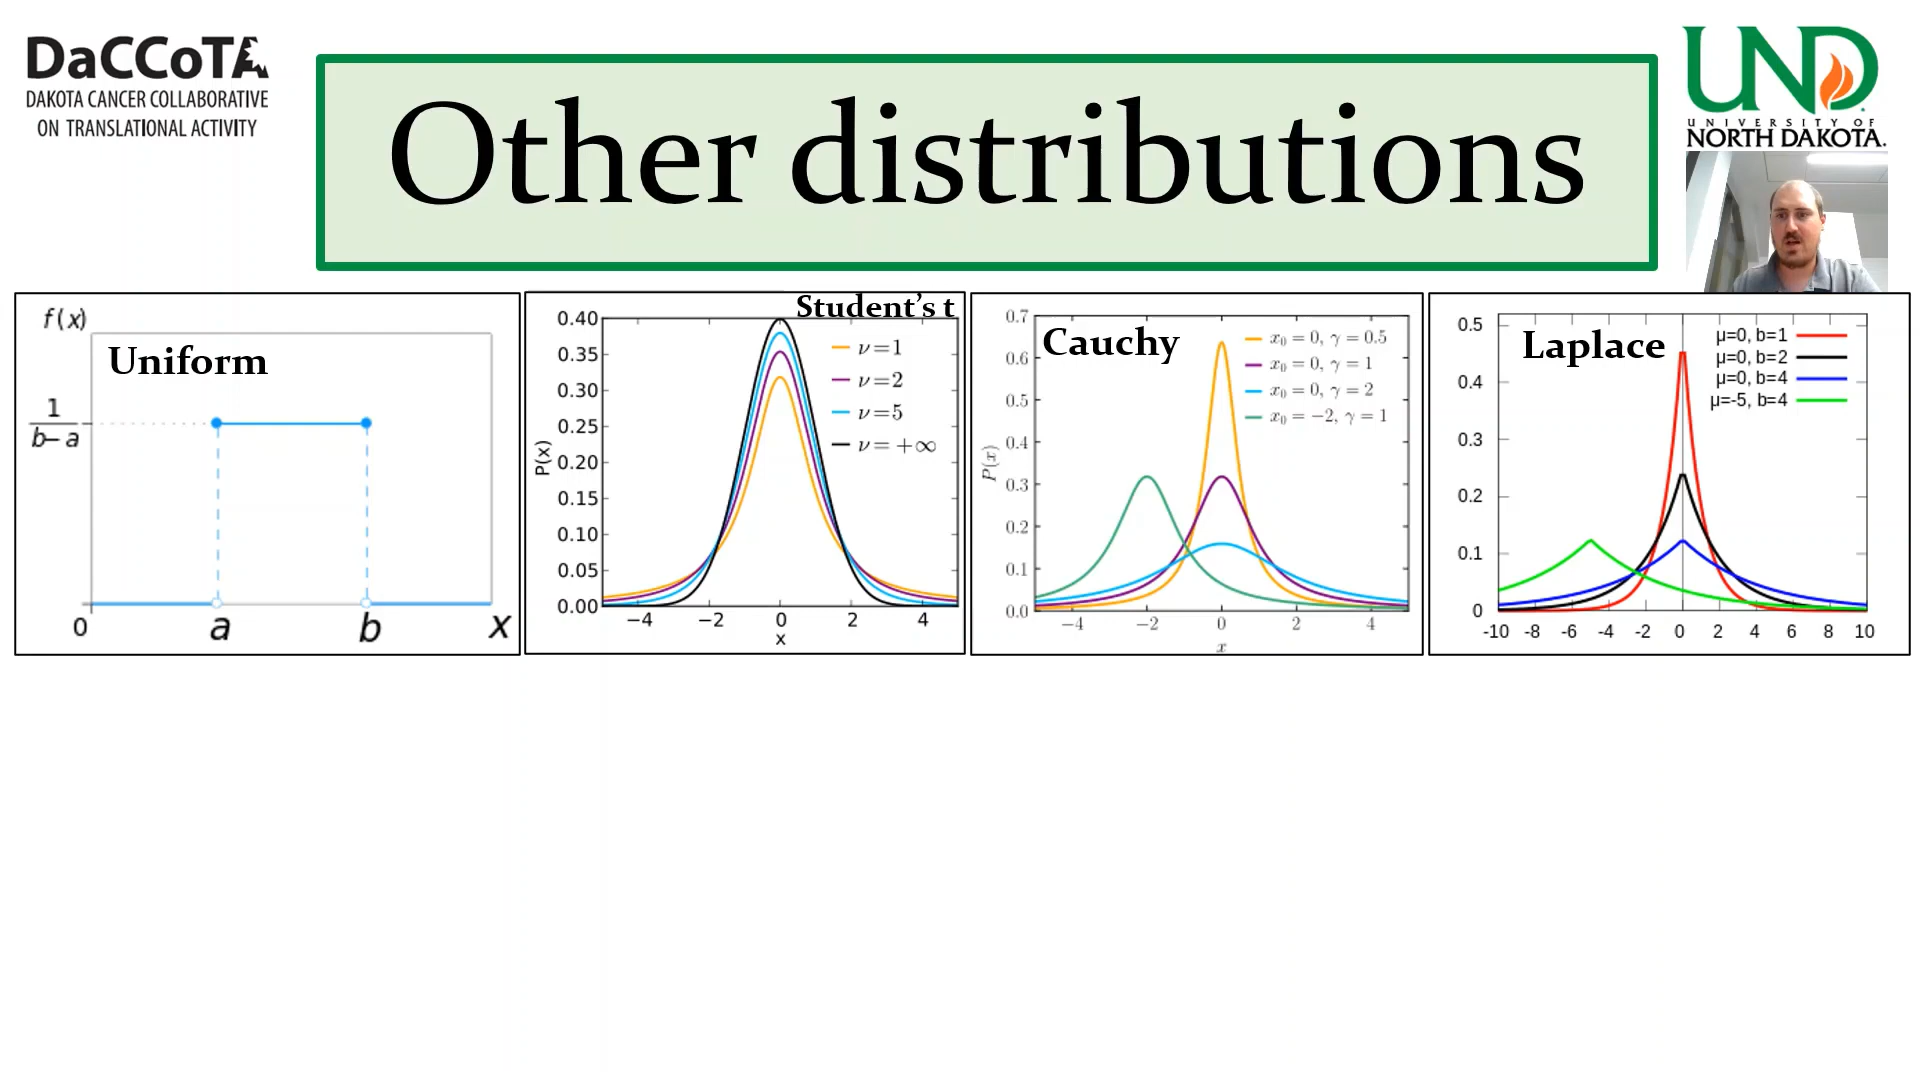 DaCCoTA
DAKOTA CANCER COLLABORATIVE
ON TRANSLATIONAL ACTIVITY
Other distributions
UND
UNIVERSITY OF
NORTH DAKOTA.
f(x)
Uniform
1
b−a
0
a
b
x
Student’s t
0.40
0.35
0.30
0.25
0.20
0.15
0.10
0.05
0.00
P(x)
ν=1
ν=2
ν=5
ν=+∞
−4 −2 0 2 4
x
Cauchy
0.7
0.6
0.5
0.4
0.3
0.2
0.1
0.0
P(x)
x₀ = 0, γ = 0.5
x₀ = 0, γ = 1
x₀ = 0, γ = 2
x₀ = −2, γ = 1
−4 −2 0 2 4
x
Laplace
0.5
0.4
0.3
0.2
0.1
0
μ=0, b=1
μ=0, b=2
μ=0, b=4
μ=-5, b=4
-10 -8 -6 -4 -2 0 2 4 6 8 10